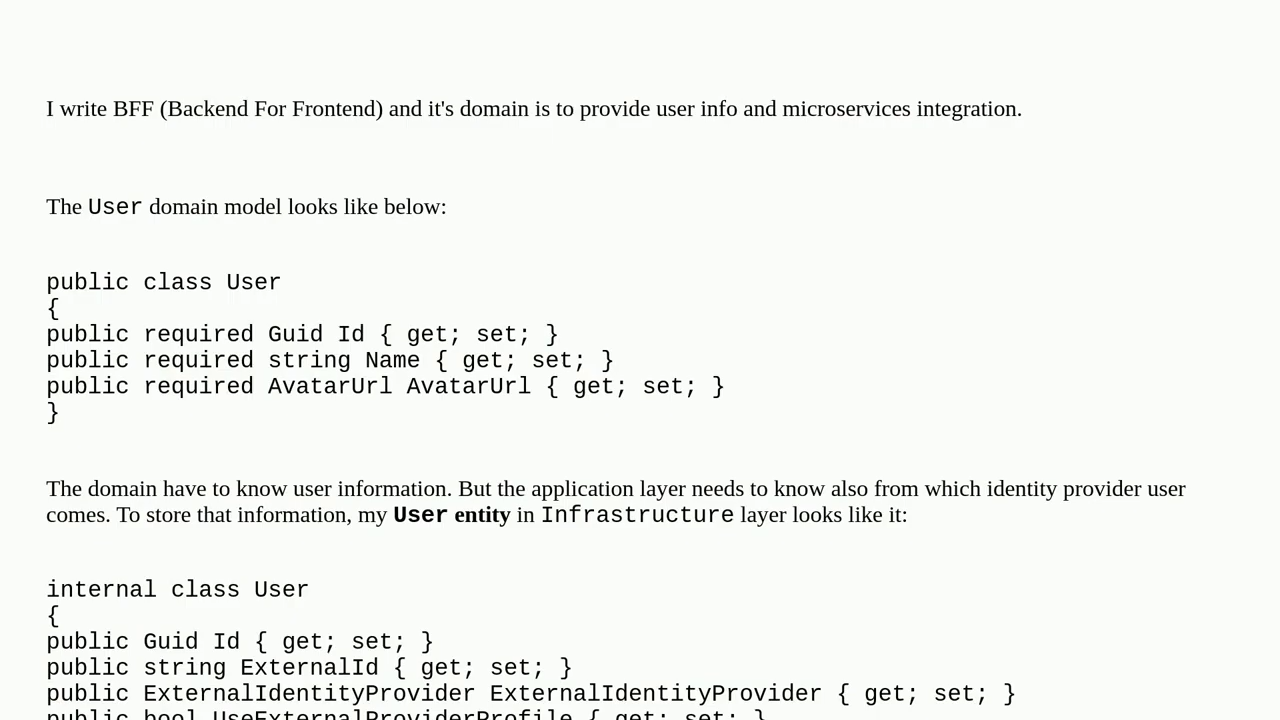 I write BFF (Backend For Frontend) and it's domain is to provide user info and microservices integration.
The User domain model looks like below:
public class User
{
public required Guid Id { get; set; }
public required string Name { get; set; }
public required AvatarUrl AvatarUrl { get; set; }
}
The domain have to know user information. But the application layer needs to know also from which identity provider user
comes. To store that information, my User entity in Infrastructure layer looks like it:
internal class User
{
public Guid Id { get; set; }
public string ExternalId { get; set; }
public ExternalIdentityProvider ExternalIdentityProvider { get; set; }
public bool UseExternalProviderProfile { get; set; }